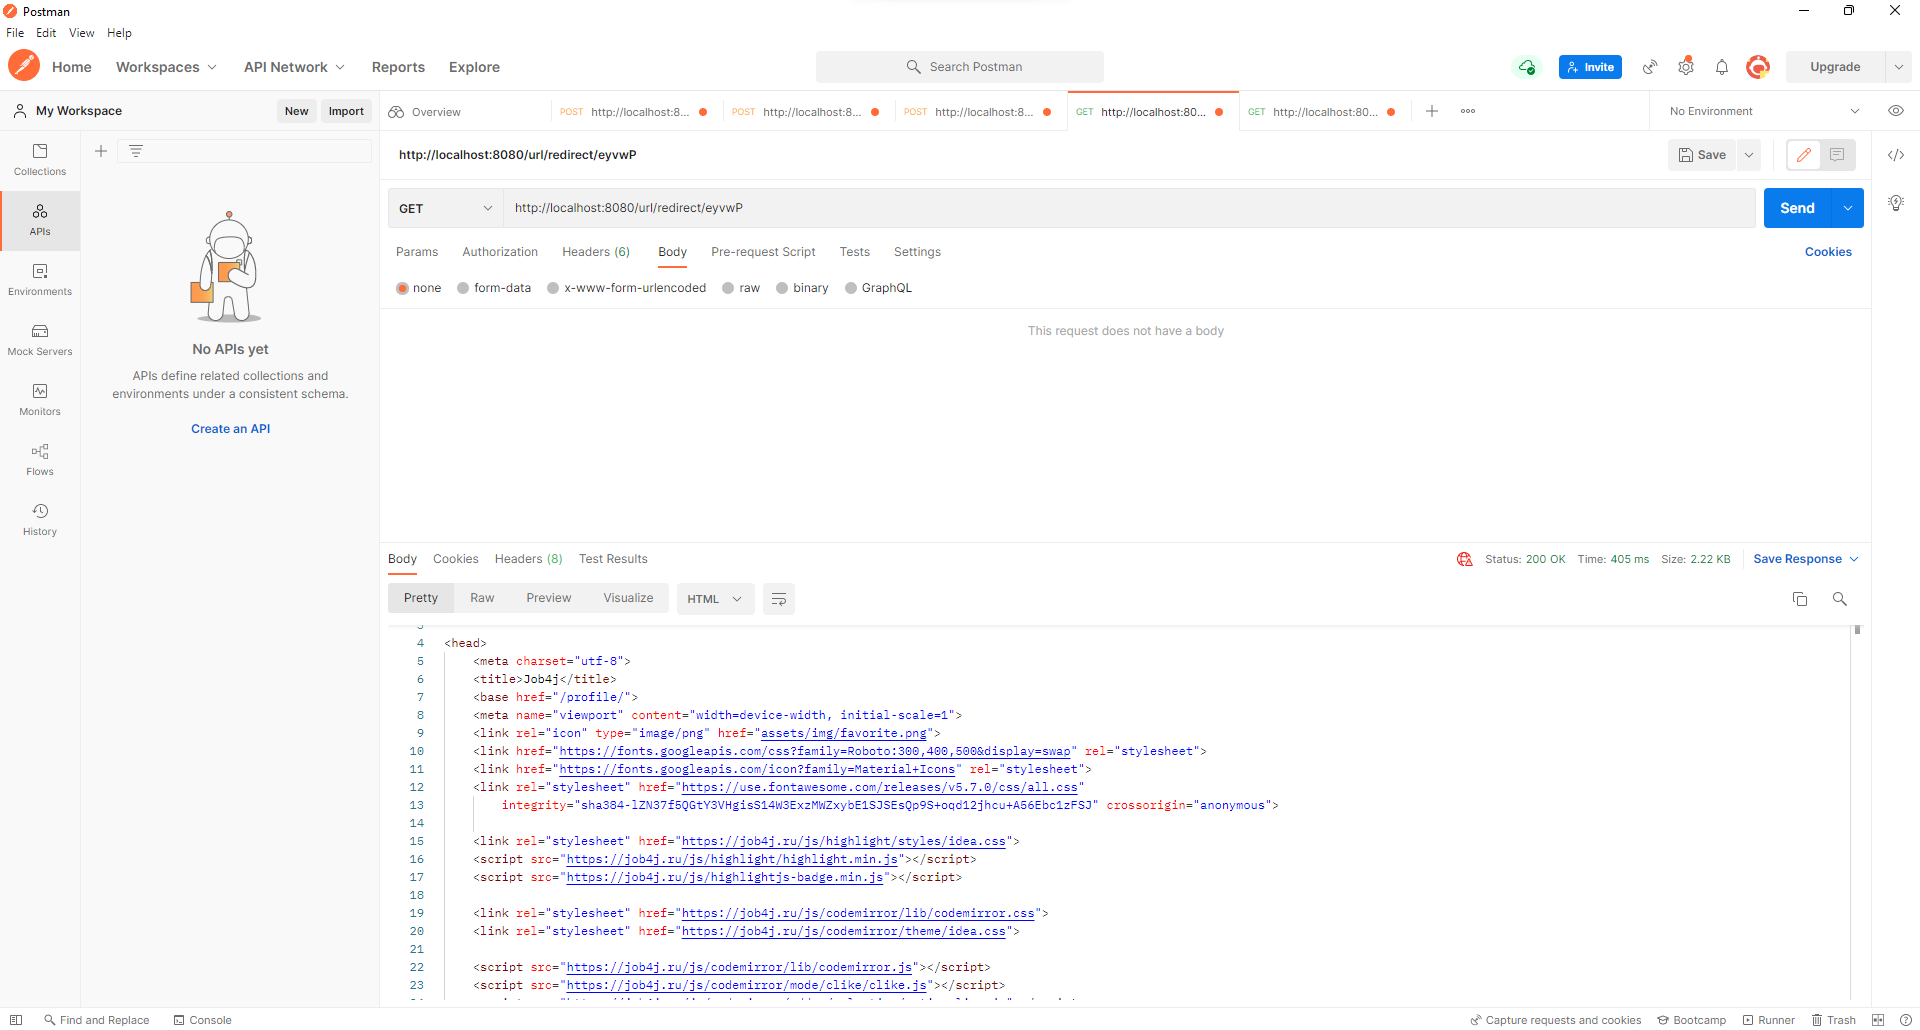 Postman
File Edit View Help
Home Workspaces API Network Reports Explore Search Postman Invite Upgrade
My Workspace New Import Overview POST http://localhost:8... POST http://localhost:8... POST http://localhost:8... GET http://localhost:80... GET http://localhost:80... No Environment
Collections
APIs
Environments
Mock Servers
Monitors
Flows
History
No APIs yet
APIs define related collections and
environments under a consistent schema.
Create an API
http://localhost:8080/url/redirect/eyvwP Save
GET http://localhost:8080/url/redirect/eyvwP Send
Params Authorization Headers (6) Body Pre-request Script Tests Settings Cookies
none form-data x-www-form-urlencoded raw binary GraphQL
This request does not have a body
Body Cookies Headers (8) Test Results Status: 200 OK Time: 405 ms Size: 2.22 KB Save Response
Pretty Raw Preview Visualize HTML
3
4 <head>
5 <meta charset="utf-8">
6 <title>Job4j</title>
7 <base href="/profile/">
8 <meta name="viewport" content="width=device-width, initial-scale=1">
9 <link rel="icon" type="image/png" href="assets/img/favorite.png">
10 <link href="https://fonts.googleapis.com/css?family=Roboto:300,400,500&display=swap" rel="stylesheet">
11 <link href="https://fonts.googleapis.com/icon?family=Material+Icons" rel="stylesheet">
12 <link rel="stylesheet" href="https://use.fontawesome.com/releases/v5.7.0/css/all.css"
13 integrity="sha384-lZN37f5QGtY3VHgisS14W3ExzMWZxybE1SJSEsQp9S+oqd12jhcu+A56Ebc1zFSJ" crossorigin="anonymous">
14
15 <link rel="stylesheet" href="https://job4j.ru/js/highlight/styles/idea.css">
16 <script src="https://job4j.ru/js/highlight/highlight.min.js"></script>
17 <script src="https://job4j.ru/js/highlightjs-badge.min.js"></script>
18
19 <link rel="stylesheet" href="https://job4j.ru/js/codemirror/lib/codemirror.css">
20 <link rel="stylesheet" href="https://job4j.ru/js/codemirror/theme/idea.css">
21
22 <script src="https://job4j.ru/js/codemirror/lib/codemirror.js"></script>
23 <script src="https://job4j.ru/js/codemirror/mode/clike/clike.js"></script>
Find and Replace Console Capture requests and cookies Bootcamp Runner Trash